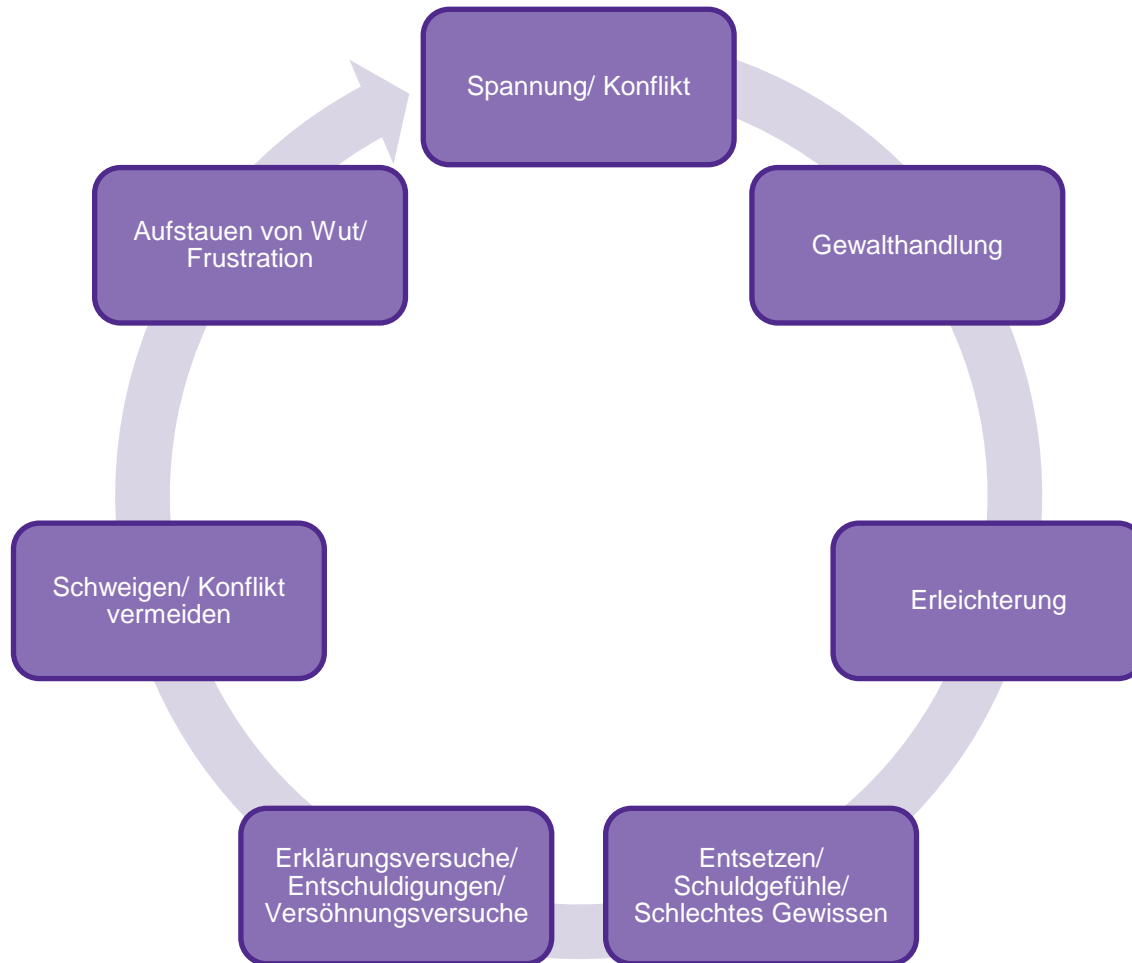 Spannung/ Konflikt
Gewalthandlung
Erleichterung
Entsetzen/
Schuldgefühle/
Schlechtes Gewissen
Erklärungsversuche/
Entschuldigungen/
Versöhnungsversuche
Schweigen/ Konflikt
vermeiden
Aufstauen von Wut/
Frustration